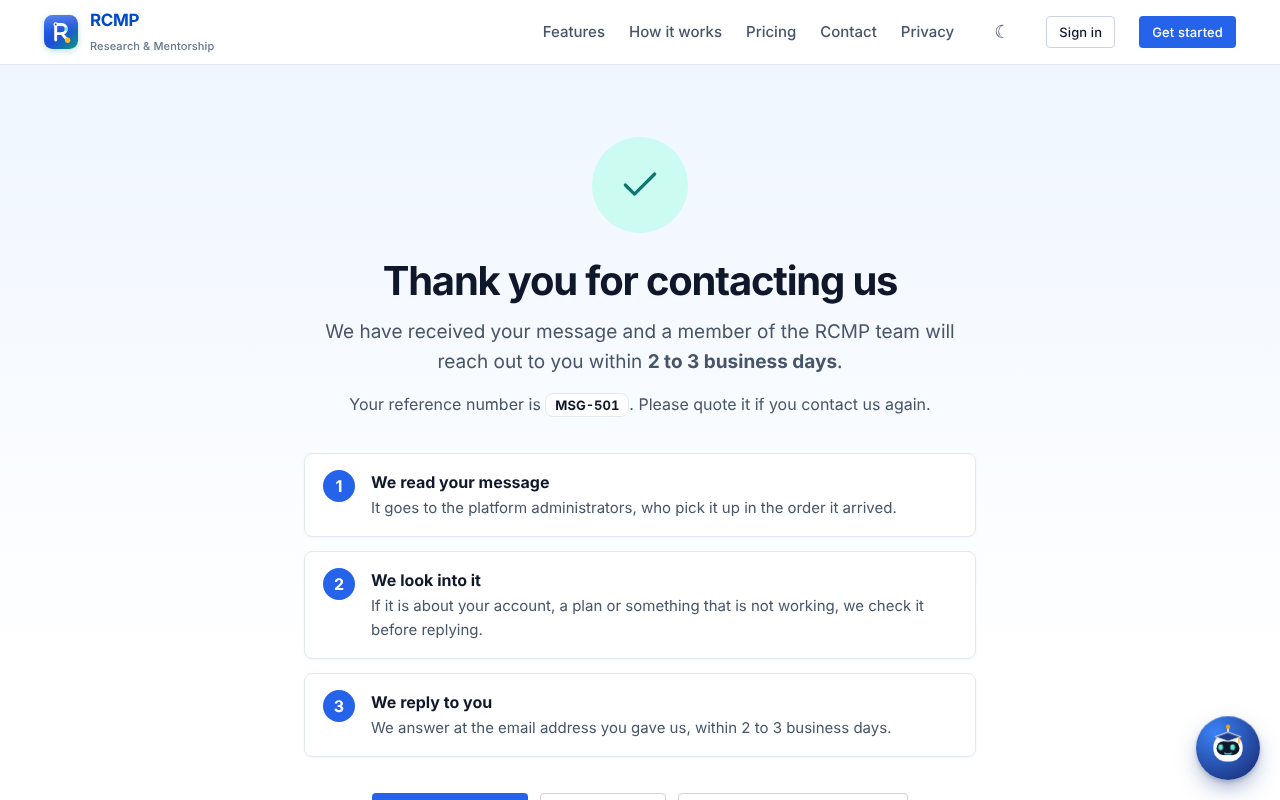 RCMP
Research & Mentorship
Features
How it works
Pricing
Contact
Privacy
Sign in
Get started
Thank you for contacting us
We have received your message and a member of the RCMP team will
reach out to you within 2 to 3 business days.
Your reference number is MSG-501. Please quote it if you contact us again.
1
We read your message
It goes to the platform administrators, who pick it up in the order it arrived.
2
We look into it
If it is about your account, a plan or something that is not working, we check it
before replying.
3
We reply to you
We answer at the email address you gave us, within 2 to 3 business days.